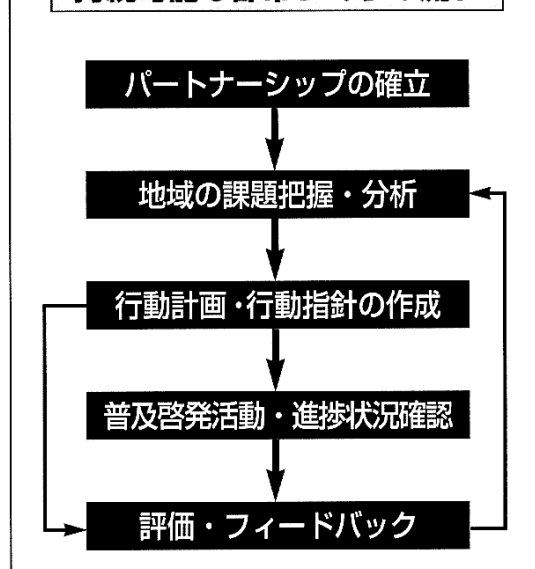 パートナーシップの確立
地域の課題把握・分析
行動計画・行動指針の作成
普及啓発活動・進捗状況確認
評価・フィードバック